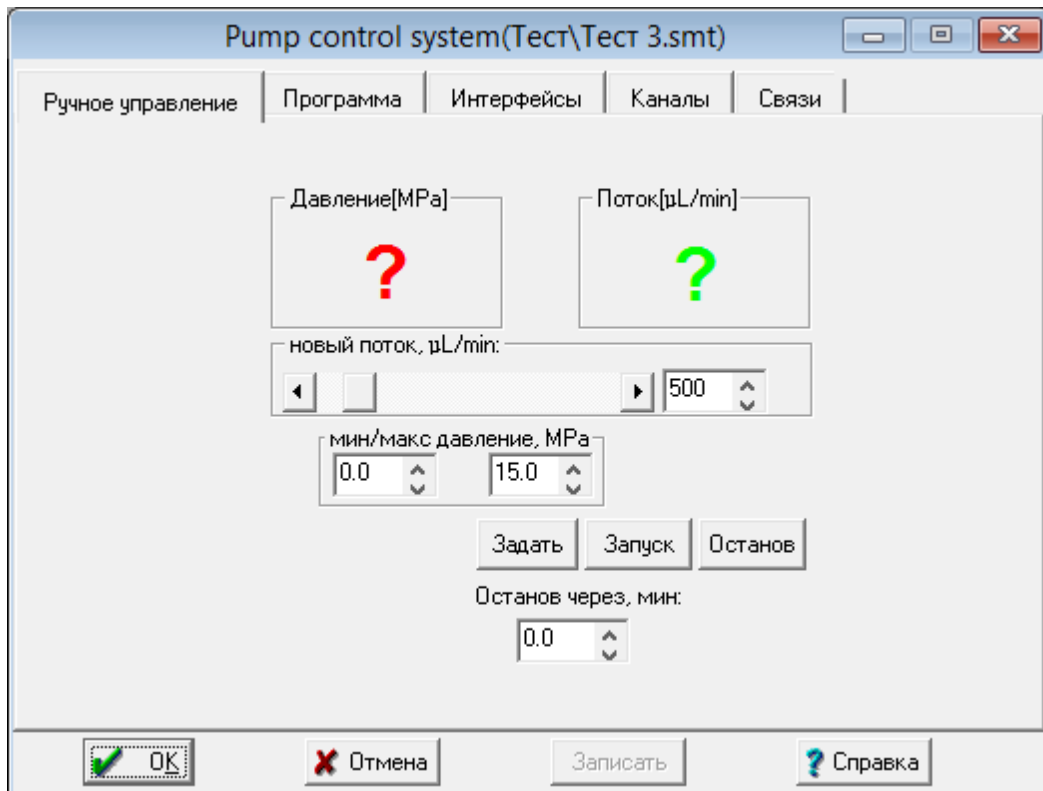 Pump control system(Тест\Тест 3.smt)
Ручное управление Программа Интерфейсы Каналы Связи
Давление[MPa] Поток[μL/min]
? ?
новый поток, μL/min:
500
мин/макс давление, MPa
0.0 15.0
Задать Запуск Останов
Останов через, мин:
0.0
OK Отмена Записать ? Справка